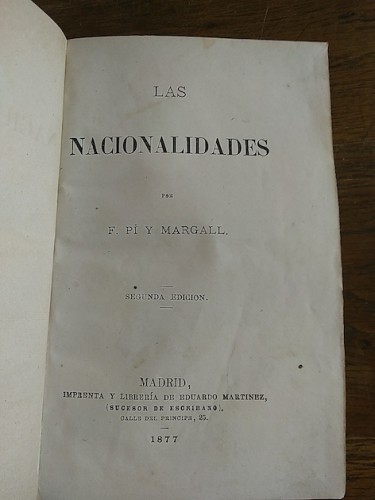 LAS
NACIONALIDADES
POR
F. PÍ Y MARGALL.
SEGUNDA EDICION.
MADRID,
IMPRENTA Y LIBRERÍA DE EDUARDO MARTINEZ,
(SUCESOR DE ESCRIBANO),
CALLE DEL PRÍNCIPE, 25.
1877